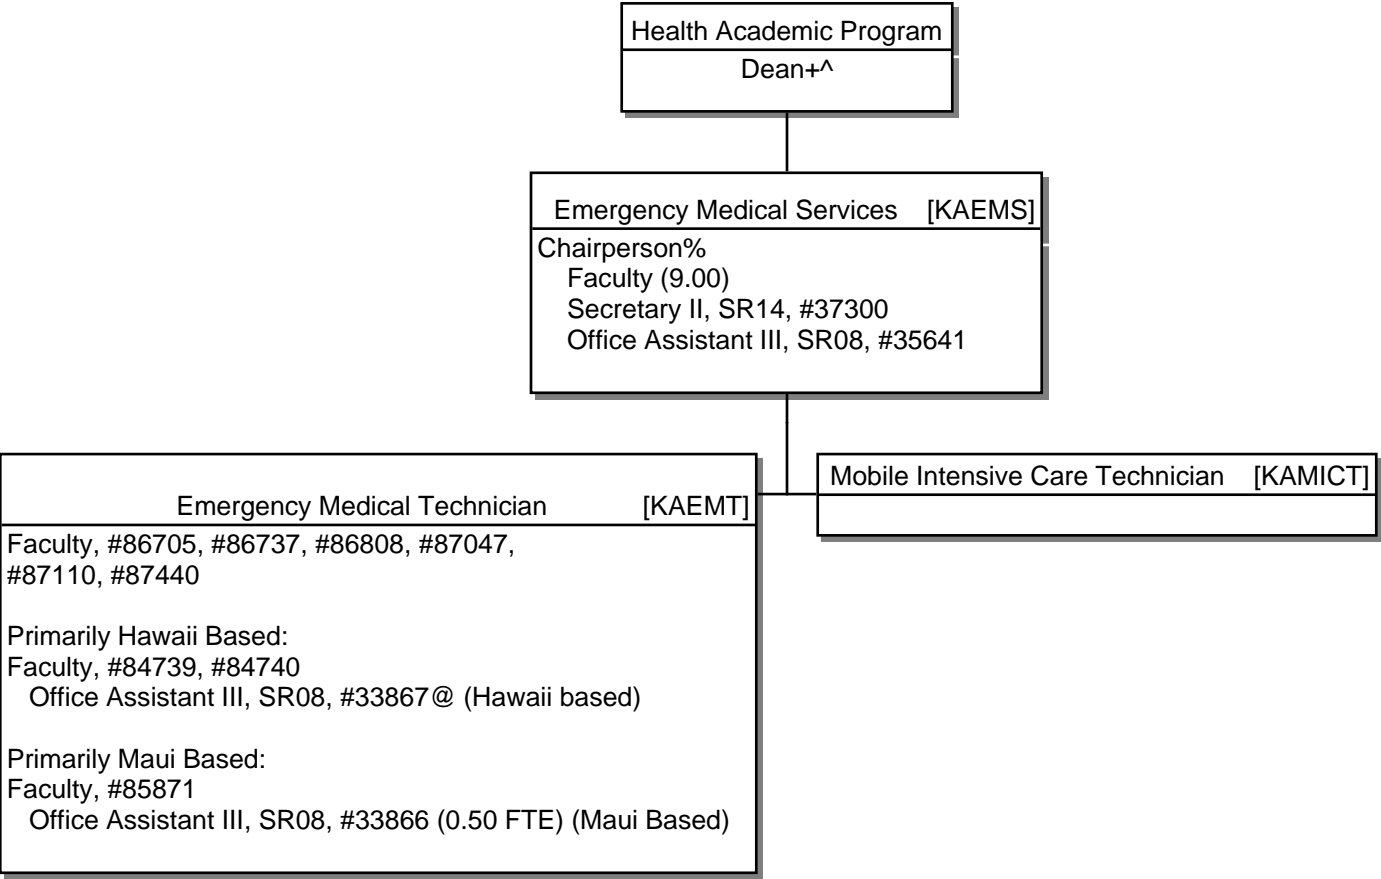 Health Academic Program
Dean+^
Emergency Medical Services [KAEMS]
Chairperson%
Faculty (9.00)
Secretary II, SR14, #37300
Office Assistant III, SR08, #35641
Emergency Medical Technician [KAEMT]
Faculty, #86705, #86737, #86808, #87047,
#87110, #87440
Primarily Hawaii Based:
Faculty, #84739, #84740
Office Assistant III, SR08, #33867@ (Hawaii based)
Primarily Maui Based:
Faculty, #85871
Office Assistant III, SR08, #33866 (0.50 FTE) (Maui Based)
Mobile Intensive Care Technician [KAMICT]